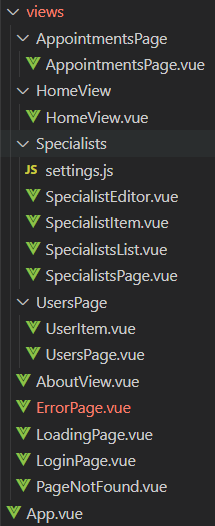 views
AppointmentsPage
AppointmentsPage.vue
HomeView
HomeView.vue
Specialists
JS settings.js
SpecialistEditor.vue
SpecialistItem.vue
SpecialistsList.vue
SpecialistsPage.vue
UsersPage
UserItem.vue
UsersPage.vue
AboutView.vue
ErrorPage.vue
LoadingPage.vue
LoginPage.vue
PageNotFound.vue
App.vue